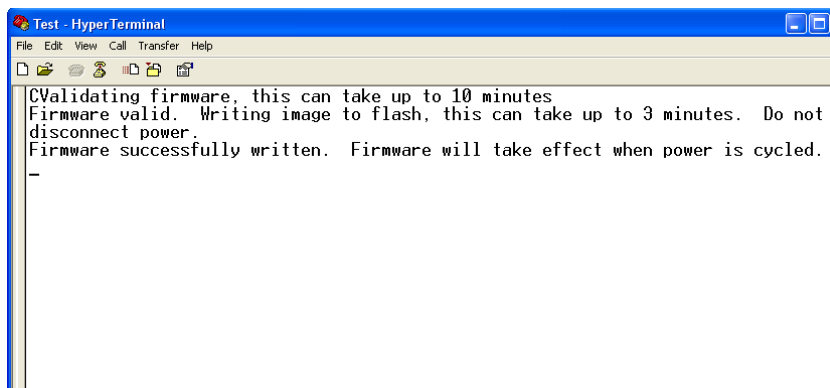 Test - HyperTerminal
File Edit View Call Transfer Help
CValidating firmware, this can take up to 10 minutes
Firmware valid.  Writing image to flash, this can take up to 3 minutes.  Do not
disconnect power.
Firmware successfully written.  Firmware will take effect when power is cycled.
_